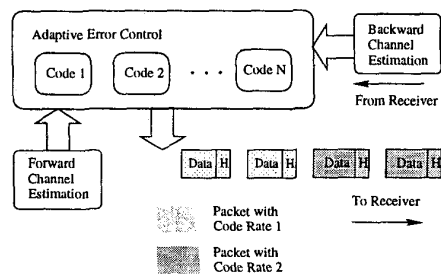 Adaptive Error Control
Code 1
Code 2
. . .
Code N
Backward
Channel
Estimation
From Receiver
Forward
Channel
Estimation
Data H
Data H
Data H
Data H
To Receiver
Packet with
Code Rate 1
Packet with
Code Rate 2